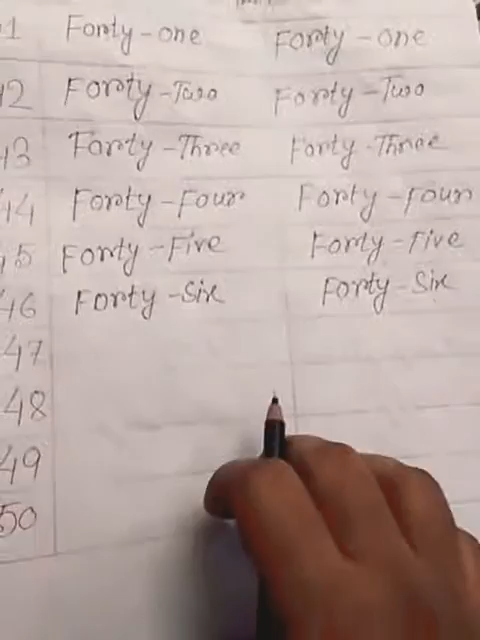 1 Forty-one Forty-one
42 Forty-Two Forty-Two
43 Forty-Three Forty-Three
44 Forty-Four Forty-Four
45 Forty-Five Forty-Five
46 Forty-Six Forty-Six
47
48
49
50